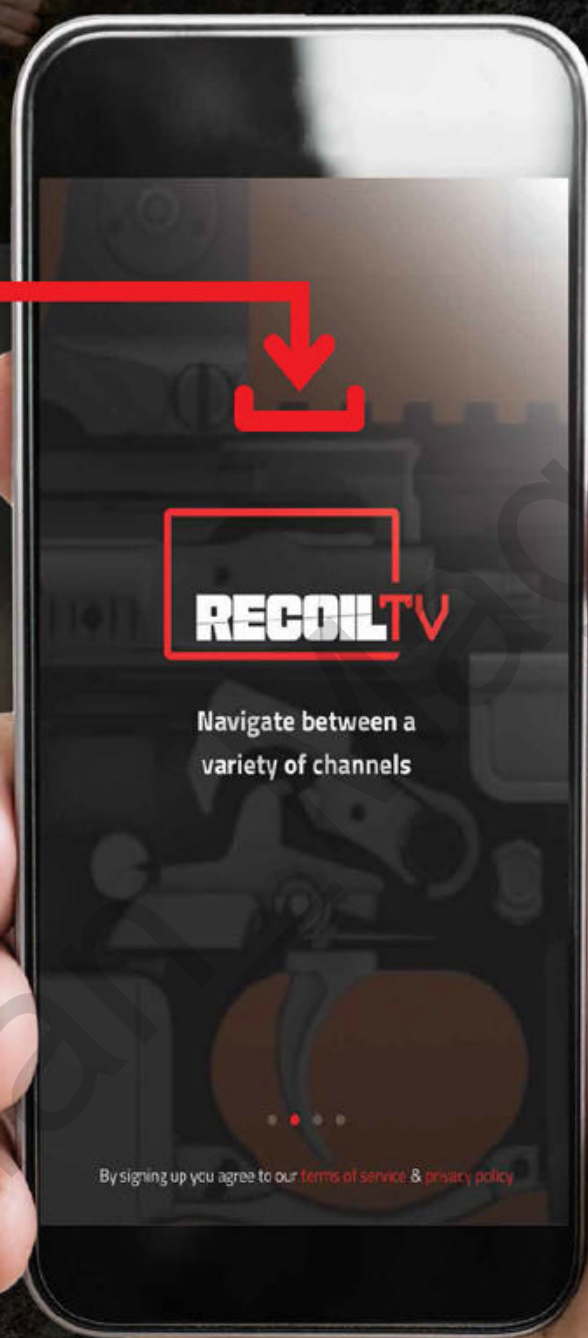 RECOILTV
Navigate between a
variety of channels
By signing up you agree to our terms of service & privacy policy